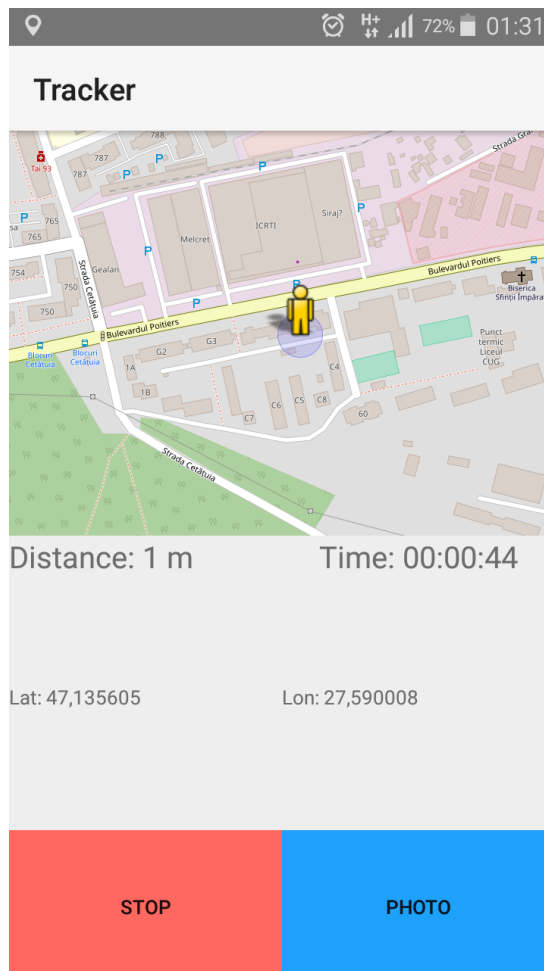 H+
72%
01:31
Tracker
788
Tai 93
787
787
P
P
P
Strada Gra
P
765
765
sa
Melcret
ICRTI
Siraj?
P
P
754
750
750
Gealan
Strada Cetățuia
P
P
Bulevardul Poitiers
Biserica
Sfinții Împăra
Bulevardul Poitiers
Blocuri
Cetățuia
Blocuri
Cetățuia
1A
G2
G3
1B
C4
C7
C6
C5
C8
60
Punct
termic
Liceul
CUG
Strada Cetățuia
Distance: 1 m
Time: 00:00:44
Lat: 47,135605
Lon: 27,590008
STOP
PHOTO